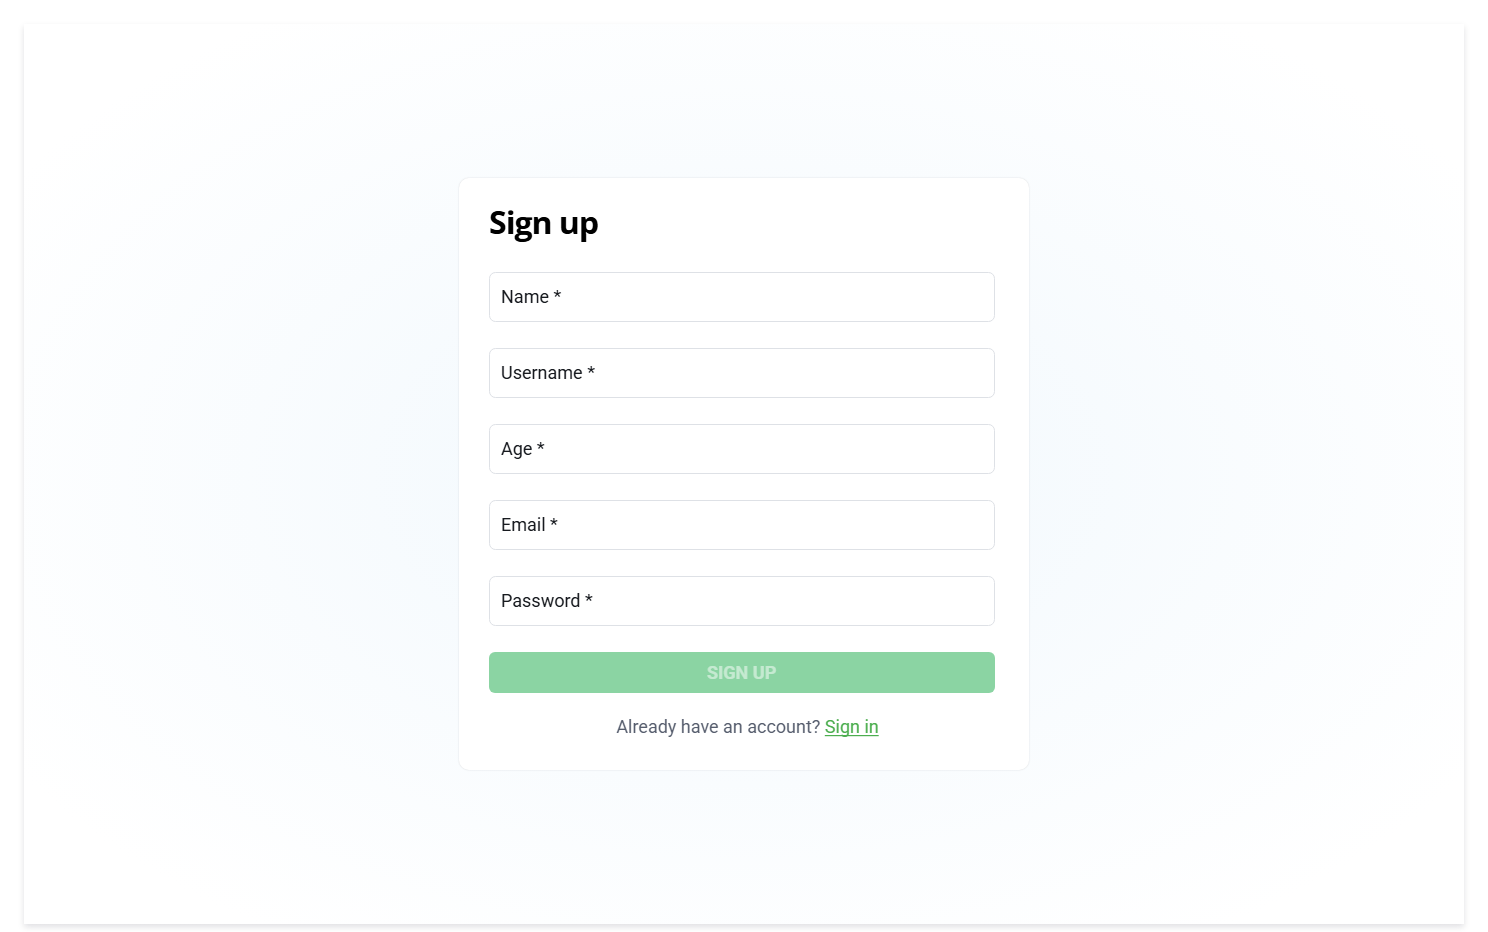 Sign up
Name *
Username *
Age *
Email *
Password *
SIGN UP
Already have an account? Sign in